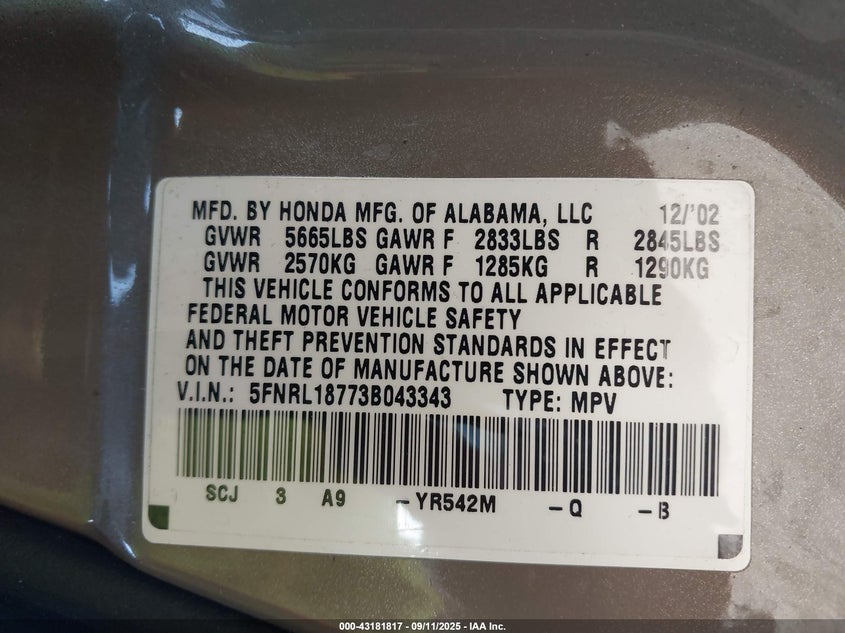 MFD. BY HONDA MFG. OF ALABAMA, LLC 12/'02
GVWR 5665LBS GAWR F 2833LBS R 2845LBS
GVWR 2570KG GAWR F 1285KG R 1290KG
THIS VEHICLE CONFORMS TO ALL APPLICABLE
FEDERAL MOTOR VEHICLE SAFETY
AND THEFT PREVENTION STANDARDS IN EFFECT
ON THE DATE OF MANUFACTURE SHOWN ABOVE:
V.I.N.: 5FNRL18773B043343 TYPE: MPV
SCJ 3 A9 -YR542M -Q -B
000-43181817 - 09/11/2025 - IAA Inc.